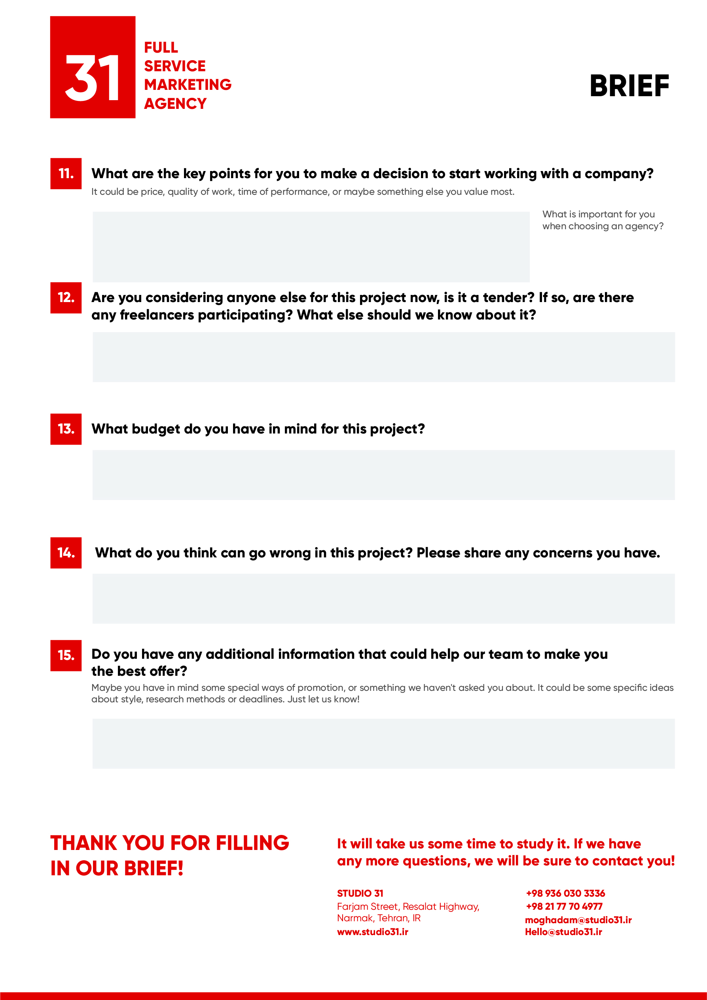 31
FULL
SERVICE
MARKETING
AGENCY
BRIEF
11.
What are the key points for you to make a decision to start working with a company?
It could be price, quality of work, time of performance, or maybe something else you value most.
What is important for you
when choosing an agency?
12.
Are you considering anyone else for this project now, is it a tender? If so, are there
any freelancers participating? What else should we know about it?
13.
What budget do you have in mind for this project?
14.
What do you think can go wrong in this project? Please share any concerns you have.
15.
Do you have any additional information that could help our team to make you
the best offer?
Maybe you have in mind some special ways of promotion, or something we haven't asked you about. It could be some specific ideas
about style, research methods or deadlines. Just let us know!
THANK YOU FOR FILLING
IN OUR BRIEF!
It will take us some time to study it. If we have
any more questions, we will be sure to contact you!
STUDIO 31
Farjam Street, Resalat Highway,
Narmak, Tehran, IR
www.studio31.ir
+98 936 030 3336
+98 21 77 70 4977
moghadam@studio31.ir
Hello@studio31.ir